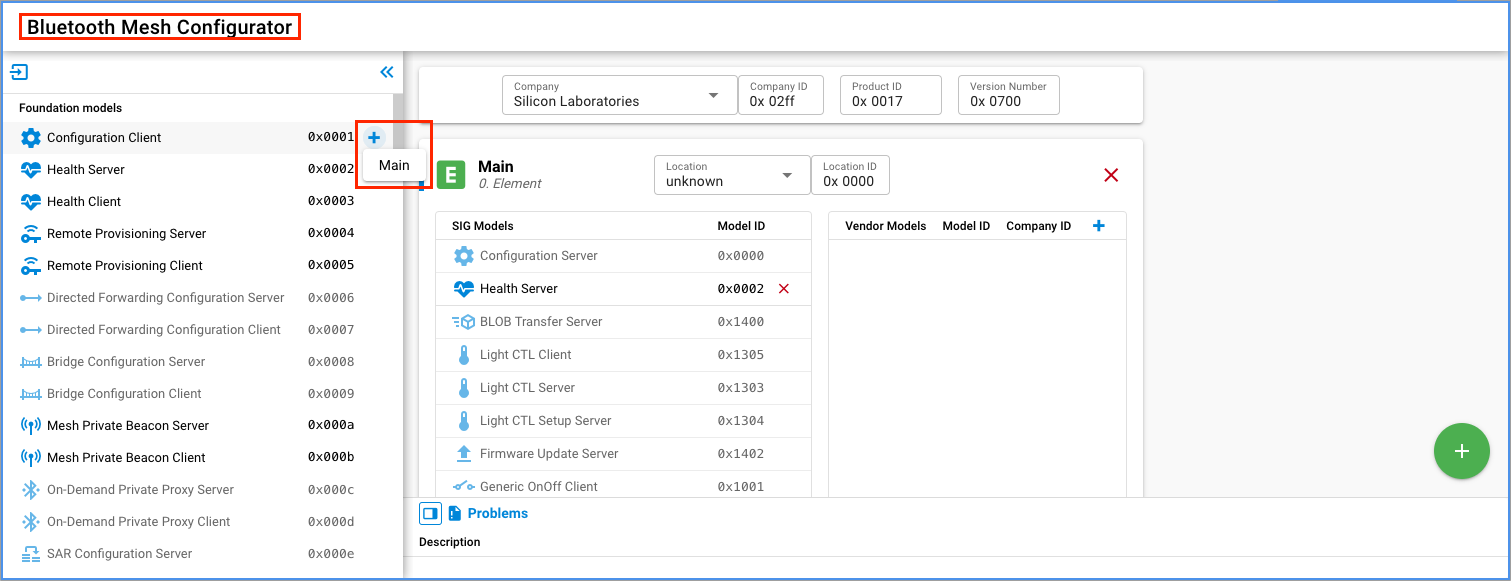 Bluetooth Mesh Configurator
Foundation models
Configuration Client 0x0001
Main
Health Server 0x0002
Health Client 0x0003
Remote Provisioning Server 0x0004
Remote Provisioning Client 0x0005
Directed Forwarding Configuration Server 0x0006
Directed Forwarding Configuration Client 0x0007
Bridge Configuration Server 0x0008
Bridge Configuration Client 0x0009
Mesh Private Beacon Server 0x000a
Mesh Private Beacon Client 0x000b
On-Demand Private Proxy Server 0x000c
On-Demand Private Proxy Client 0x000d
SAR Configuration Server 0x000e
Company Company ID Product ID Version Number
Silicon Laboratories 0x 02ff 0x 0017 0x 0700
E
Main
0. Element
Location Location ID
unknown 0x 0000
SIG Models Model ID
Configuration Server 0x0000
Health Server 0x0002
BLOB Transfer Server 0x1400
Light CTL Client 0x1305
Light CTL Server 0x1303
Light CTL Setup Server 0x1304
Firmware Update Server 0x1402
Generic OnOff Client 0x1001
Vendor Models Model ID Company ID
Problems
Description